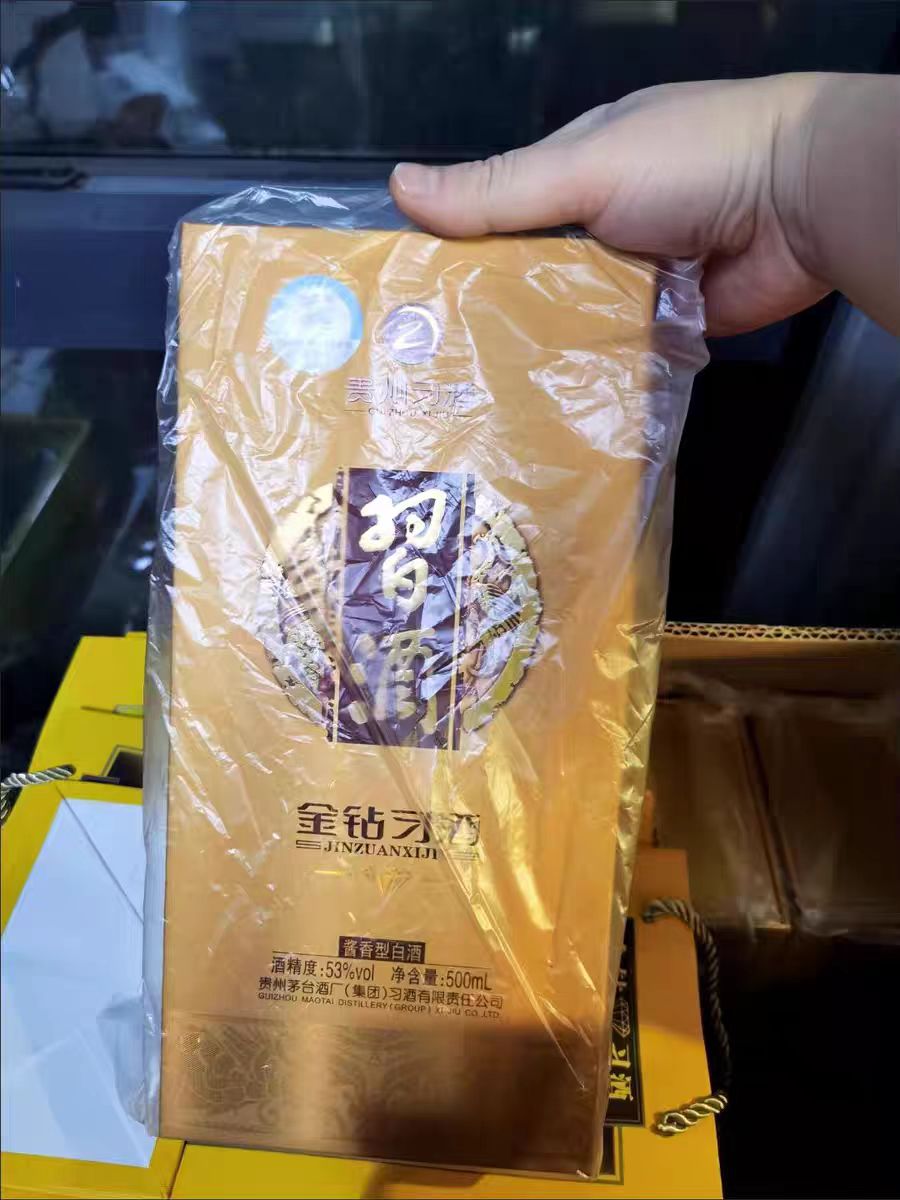 贵州习酒
GUIZHOU XIJIU
習酒
金钻习酒
JINZUANXIJIU
酱香型白酒
酒精度:53%vol 净含量:500mL
贵州茅台酒厂(集团)习酒有限责任公司
GUIZHOU MAOTAI DISTILLERY(GROUP) XIJIU CO.,LTD.